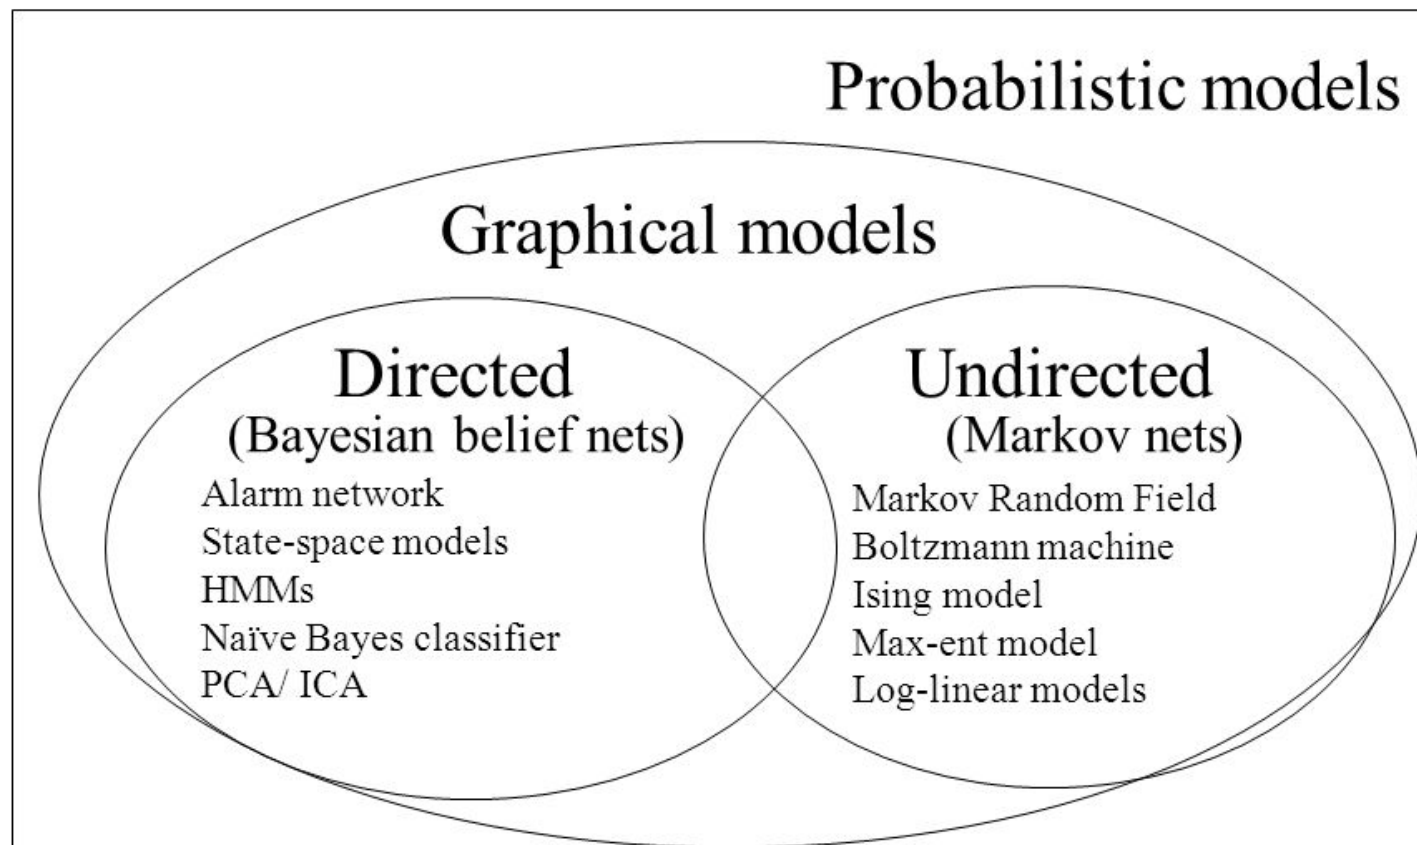 Probabilistic models
Graphical models
Directed
(Bayesian belief nets)
Alarm network
State-space models
HMMs
Naïve Bayes classifier
PCA/ ICA
Undirected
(Markov nets)
Markov Random Field
Boltzmann machine
Ising model
Max-ent model
Log-linear models